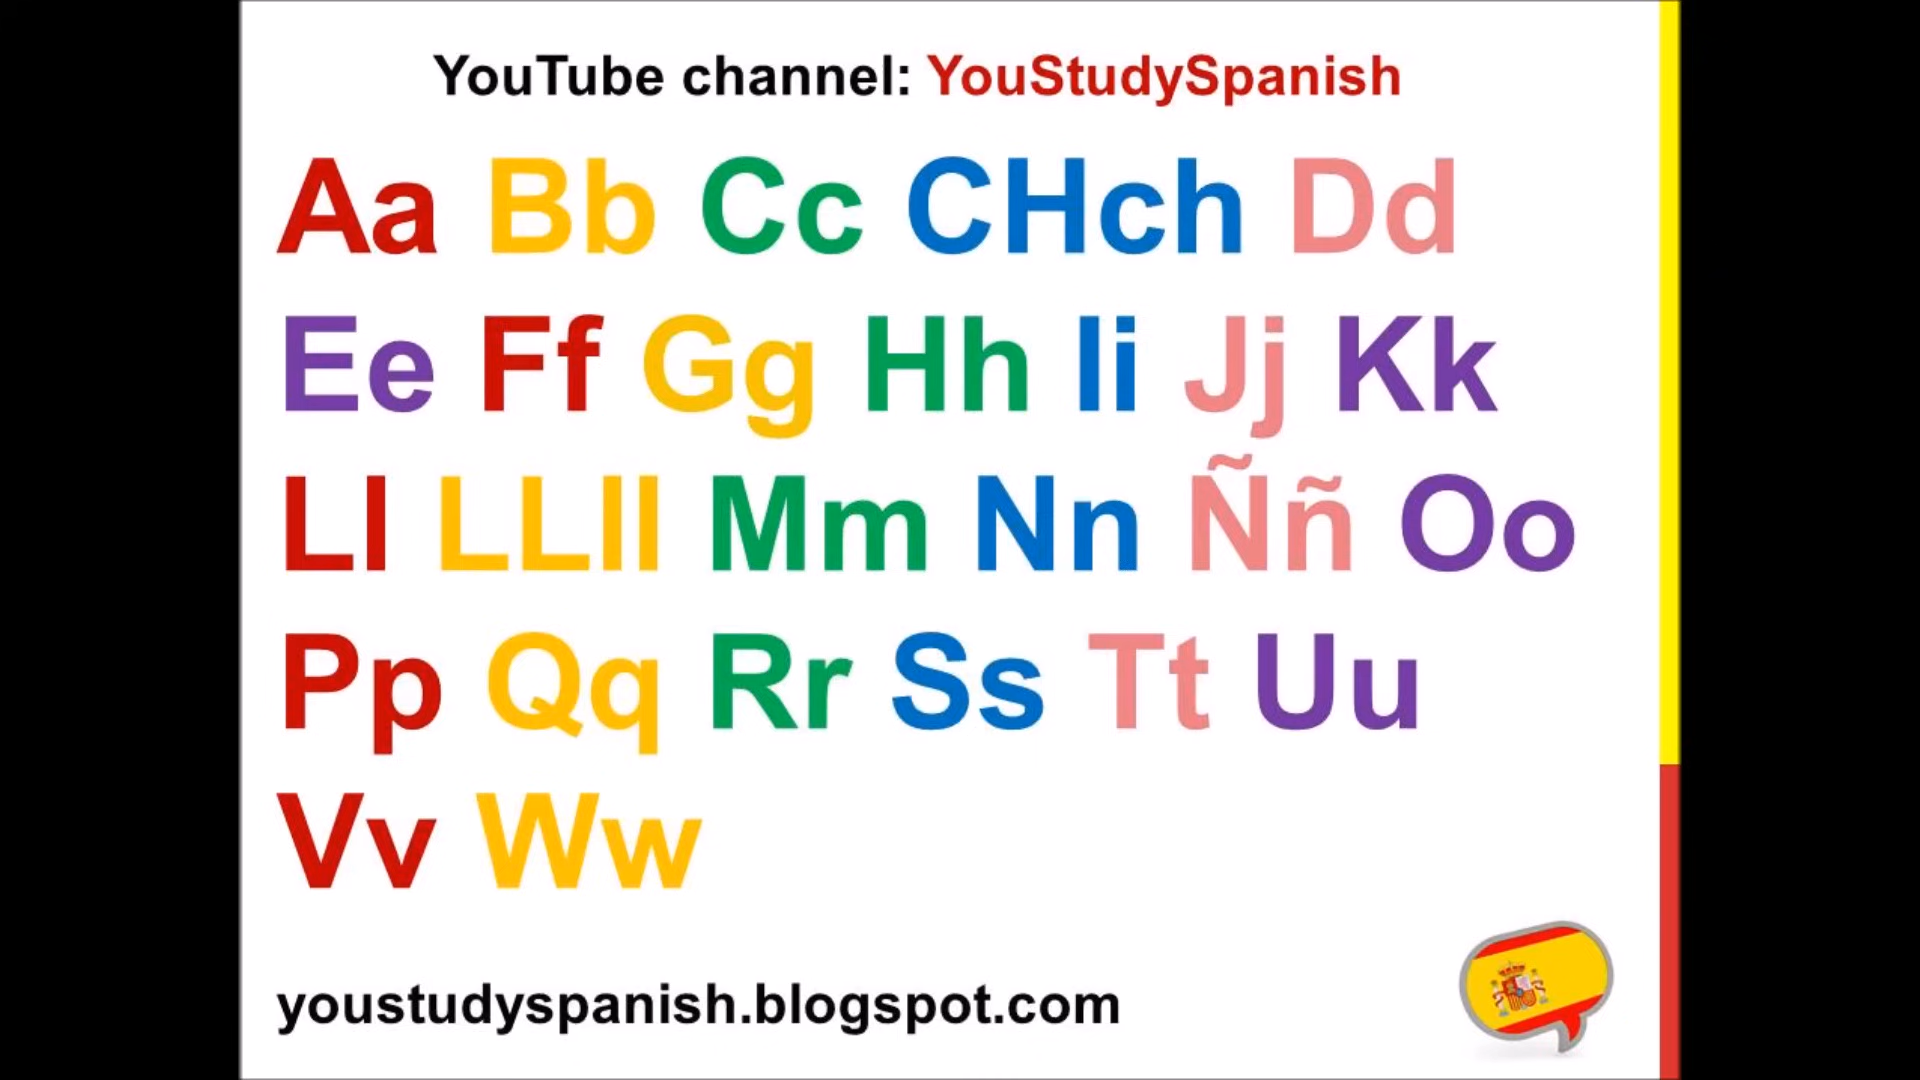 YouTube channel: YouStudySpanish
Aa Bb Cc CHch Dd
Ee Ff Gg Hh Ii Jj Kk
Ll LLll Mm Nn Ññ Oo
Pp Qq Rr Ss Tt Uu
Vv Ww
youstudyspanish.blogspot.com